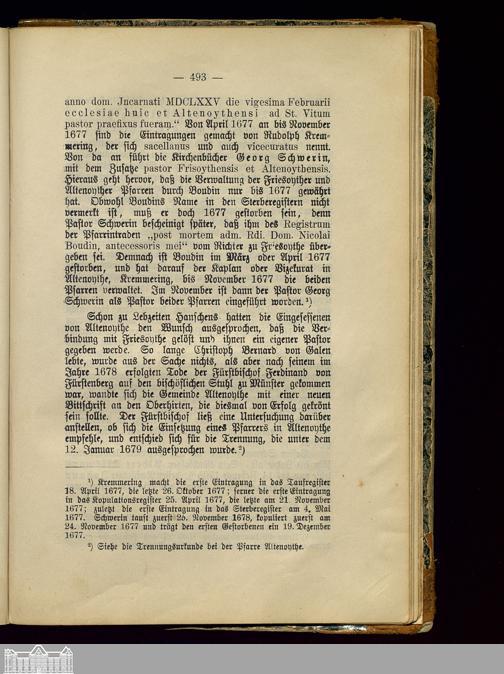 — 493 —
anno dom. Jncarnati MDCLXXV die vigesima Februarii
ecclesiae huic et Altenoythensi ad St. Vitum
pastor praefixus fueram.“ Von April 1677 an bis November
1677 sind die Eintragungen gemacht von Rudolph Krem-
mering, der sich sacellanus und auch vicecuratus nennt.
Von da an führt die Kirchenbücher Georg Schwerin,
mit dem Zusatze pastor Frisoythensis et Altenoythensis.
Hieraus geht hervor, daß die Verwaltung der Friesoyther und
Altenoyther Pfarren durch Boudin nur bis 1677 gewährt
hat. Obwohl Boudins Name in den Sterberegistern nicht
vermerkt ist, muß er doch 1677 gestorben sein, denn
Pastor Schwerin bescheinigt später, daß ihm des Registrum
der Pfarrintraden „post mortem adm. Rdi. Dom. Nicolai
Boudin, antecessoris mei“ vom Richter zu Friesoythe über-
geben sei. Demnach ist Boudin im März oder April 1677
gestorben, und hat darauf der Kaplan oder Vizekurat in
Altenoythe, Kremmering, bis November 1677 die beiden
Pfarren verwaltet. Im November ist dann der Pastor Georg
Schwerin als Pastor beider Pfarren eingeführt worden.¹)
Schon zu Lebzeiten Hanschens hatten die Eingesessenen
von Altenoythe den Wunsch ausgesprochen, daß die Ver-
bindung mit Friesoythe gelöst und ihnen ein eigener Pastor
gegeben werde. So lange Christoph Bernard von Galen
lebte, wurde aus der Sache nichts, als aber nach seinem im
Jahre 1678 erfolgten Tode der Fürstbischof Ferdinand von
Fürstenberg auf den bischöflichen Stuhl zu Münster gekommen
war, wandte sich die Gemeinde Altenoythe mit einer neuen
Bittschrift an den Oberhirten, die diesmal von Erfolg gekrönt
sein sollte. Der Fürstbischof ließ eine Untersuchung darüber
anstellen, ob sich die Einsetzung eines Pfarrers in Altenoythe
empfehle, und entschied sich für die Trennung, die unter dem
12. Januar 1679 ausgesprochen wurde.²)
¹) Kremmering macht die erste Eintragung in das Taufregister
18. April 1677, die letzte 26. Oktober 1677; ferner die erste Eintragung
in das Kopulationsregister 25. April 1677, die letzte am 21. November
1677; zuletzt die erste Eintragung in das Sterberegister am 4. Mai
1677. Schwerin tauft zuerst 25. November 1678, kopuliert zuerst am
24. November 1677 und trägt den ersten Gestorbenen ein 19. Dezember
1677.
²) Siehe die Trennungsurkunde bei der Pfarre Altenoythe.